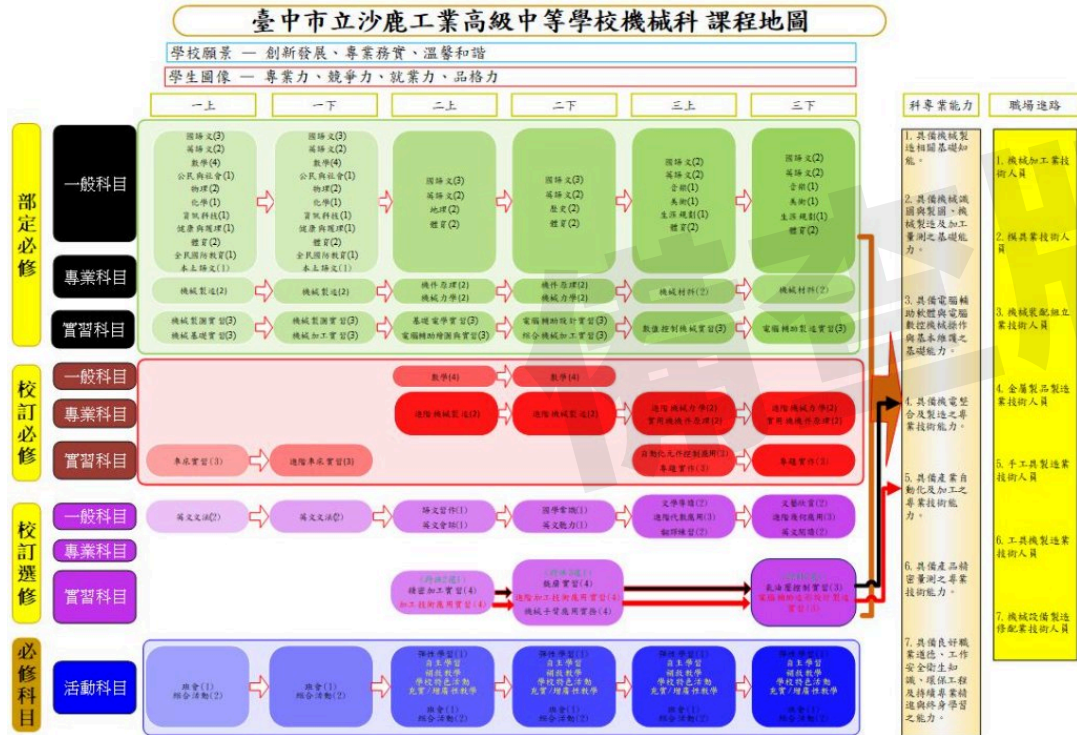 臺中市立沙鹿工業高級中等學校機械科 課程地圖
學校願景 — 創新發展、專業務實、溫馨和諧
學生圖像 — 專業力、競爭力、就業力、品格力
一上
一下
二上
二下
三上
三下
科專業能力
職場進路
部定必修
一般科目
國語文(3)
英語文(2)
數學(4)
公民與社會(1)
物理(2)
化學(1)
資訊科技(1)
健康與護理(1)
體育(2)
全民國防教育(1)
本土語文(1)
國語文(3)
英語文(2)
數學(4)
公民與社會(1)
物理(2)
化學(1)
資訊科技(1)
健康與護理(1)
體育(2)
全民國防教育(1)
本土語文(1)
國語文(3)
英語文(2)
地理(2)
體育(2)
國語文(3)
英語文(2)
歷史(2)
體育(2)
國語文(2)
英語文(2)
音樂(1)
美術(1)
生涯規劃(1)
體育(2)
國語文(2)
英語文(2)
音樂(1)
美術(1)
生涯規劃(1)
體育(2)
專業科目
機械製造(2)
機械製造(2)
機件原理(2)
機械力學(2)
機件原理(2)
機械力學(2)
機械材料(2)
機械材料(2)
實習科目
機械製圖實習(3)
機械基礎實習(3)
機械製圖實習(3)
機械加工實習(3)
基礎電學實習(3)
電腦輔助繪圖與實習(3)
電腦輔助設計實習(3)
綜合機械加工實習(3)
數值控制機械實習(3)
電腦輔助製造實習(3)
校訂必修
一般科目
數學(4)
數學(4)
專業科目
進階機械製造(2)
進階機械製造(2)
進階機械力學(2)
實用機件原理(2)
進階機械力學(2)
實用機件原理(2)
實習科目
車床實習(3)
進階車床實習(3)
自動化元件控制應用(3)
專題實作(3)
專題實作(3)
校訂選修
一般科目
英文文法(2)
英文文法(2)
語文習作(1)
英文會話(1)
國學常識(1)
英文能力(1)
文學專題(2)
進階代數應用(3)
翻譯練習(2)
文藝欣賞(2)
進階幾何應用(3)
英文閱讀(2)
專業科目
實習科目
精密加工實習(4)
加工技術應用實習(4)
銑床實習(4)
進階加工技術應用實習(4)
機械手臂應用實務(4)
氣油壓控制實習(3)
電腦輔助造形設計製造
實習(3)
必修科目
活動科目
班會(1)
綜合活動(2)
班會(1)
綜合活動(2)
彈性學習(1)
自主學習
補救教學
學校特色活動
充實/增廣性教學
班會(1)
綜合活動(2)
彈性學習(1)
自主學習
補救教學
學校特色活動
充實/增廣性教學
班會(1)
綜合活動(2)
彈性學習(1)
自主學習
補救教學
學校特色活動
充實/增廣性教學
班會(1)
綜合活動(2)
彈性學習(1)
自主學習
補救教學
學校特色活動
充實/增廣性教學
班會(1)
綜合活動(2)
1. 具備機械製
造相關基礎知
能。
2. 具備機械識
圖與製圖、機
械製造及加工
量測之基礎能
力。
3. 具備電腦輔
助軟體與電腦
數控機械操作
與基本維護之
基礎能力。
4. 具備機電整
合及製造之專
業技術能力。
5. 具備產業自
動化及加工之
專業技術能
力。
6. 具備產品精
密量測之專業
技術能力。
7. 具備良好職
業道德、工作
安全衛生知
識、環保工程
及持續專業精
進與終身學習
之能力。
1. 機械加工業技
術人員
2. 模具業技術人
員
3. 機械裝配組立
業技術人員
4. 金屬製品製造
業技術人員
5. 手工具製造業
技術人員
6. 工具機製造業
技術人員
7. 機械設備製造
修配業技術人員